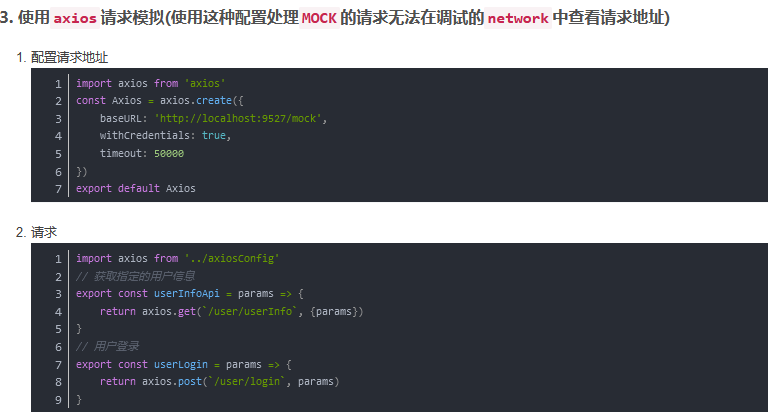 3. 使用 axios 请求模拟(使用这种配置处理 MOCK 的请求无法在调试的 network 中查看请求地址)
1. 配置请求地址
1 import axios from 'axios'
2 const Axios = axios.create({
3     baseURL: 'http://localhost:9527/mock',
4     withCredentials: true,
5     timeout: 50000
6 })
7 export default Axios
2. 请求
1 import axios from '../axiosConfig'
2 // 获取指定的用户信息
3 export const userInfoApi = params => {
4     return axios.get(`/user/userInfo`, {params})
5 }
6 // 用户登录
7 export const userLogin = params => {
8     return axios.post(`/user/login`, params)
9 }